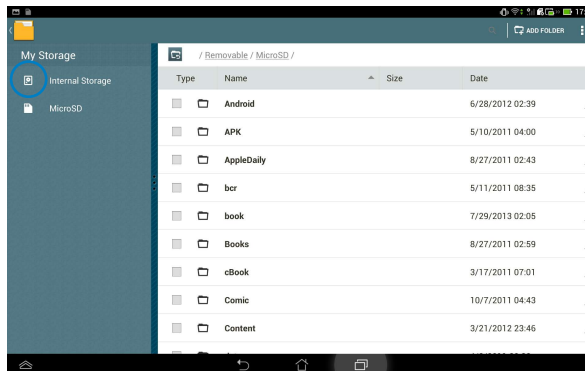 17:
ADD FOLDER
My Storage
/ Removable / MicroSD /
Internal Storage
MicroSD
Type Name Size Date
Android 6/28/2012 02:39
APK 5/10/2011 04:00
AppleDaily 8/27/2011 02:43
bcr 5/11/2011 08:35
book 7/29/2013 02:05
Books 8/27/2011 02:59
cBook 3/17/2011 07:01
Comic 10/7/2011 04:43
Content 3/21/2012 23:46